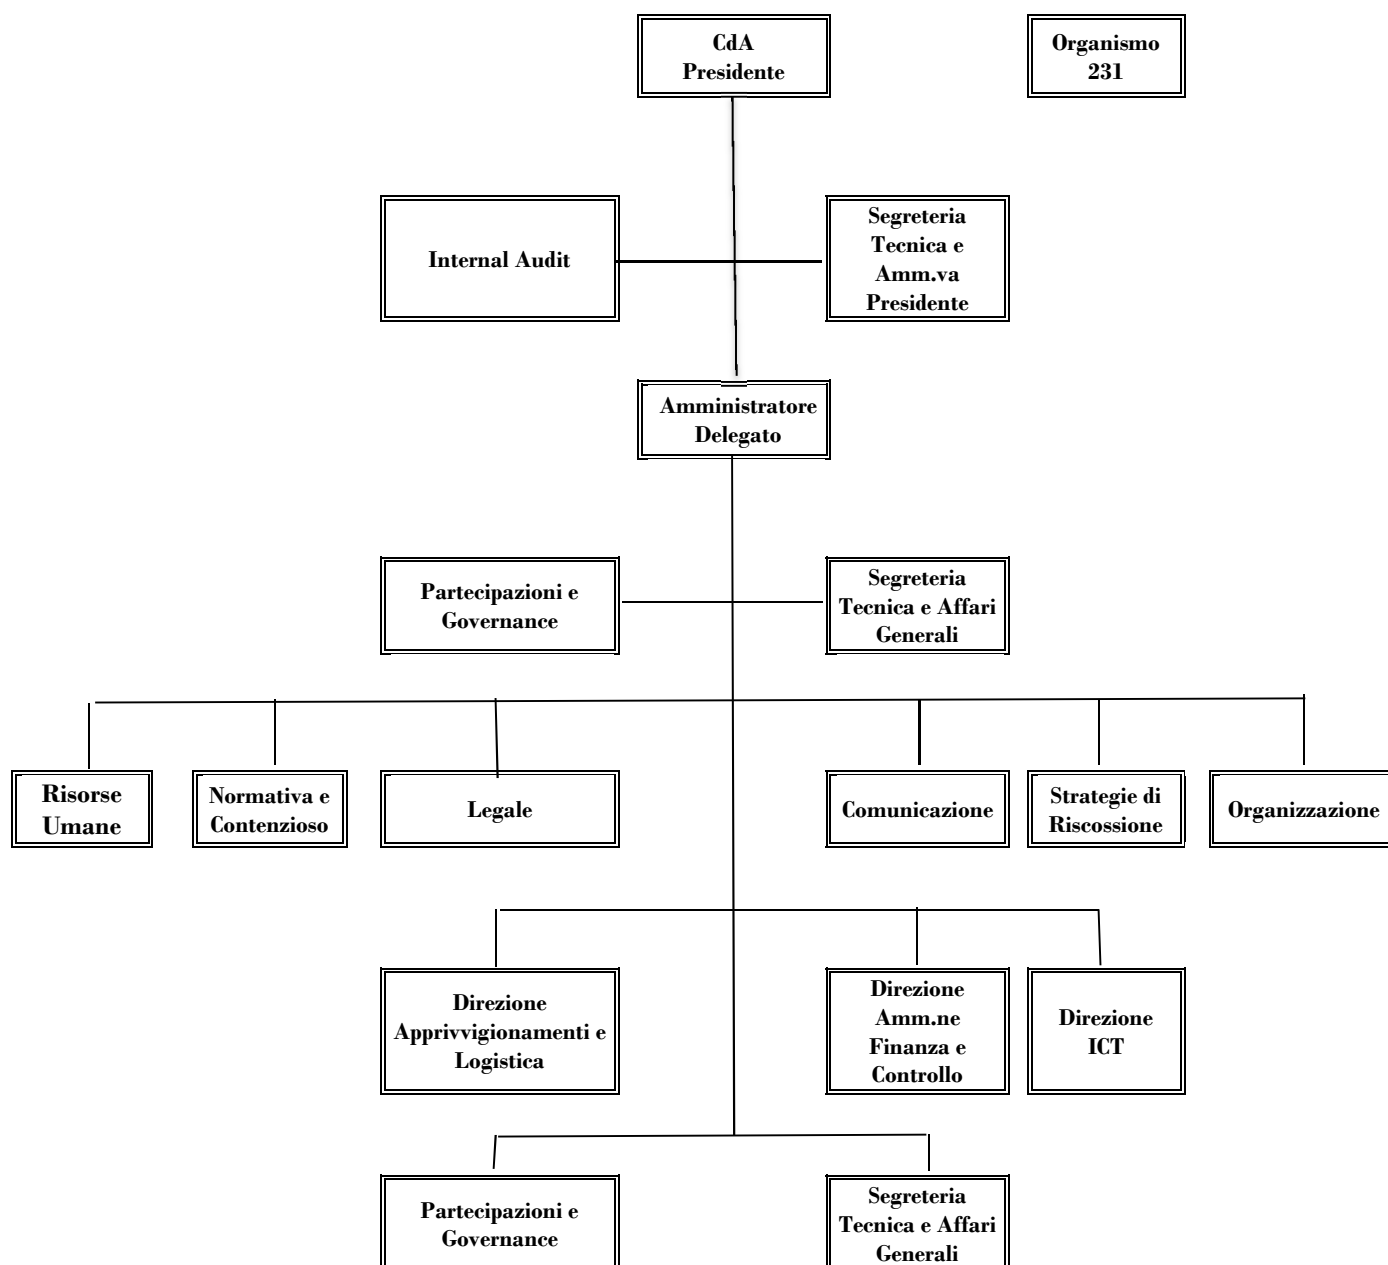 CdA
Presidente
Organismo
231
Internal Audit
Segreteria
Tecnica e
Amm.va
Presidente
Amministratore
Delegato
Partecipazioni e
Governance
Segreteria
Tecnica e Affari
Generali
Risorse
Umane
Normativa e
Contenzioso
Legale
Comunicazione
Strategie di
Riscossione
Organizzazione
Direzione
Apprivvigionamenti e
Logistica
Direzione
Amm.ne
Finanza e
Controllo
Direzione
ICT
Partecipazioni e
Governance
Segreteria
Tecnica e Affari
Generali